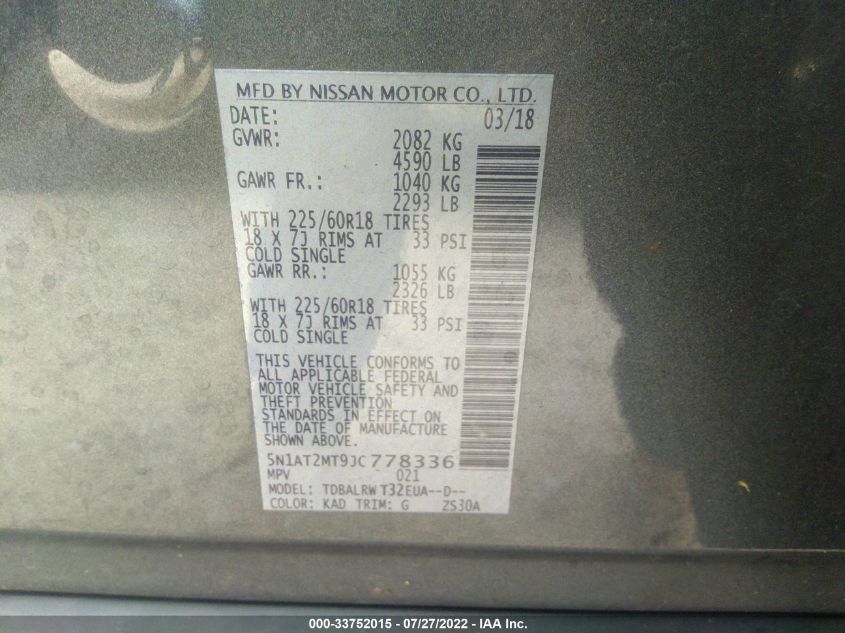 MFD BY NISSAN MOTOR CO., LTD.
DATE: 03/18
GVWR: 2082 KG
4590 LB
GAWR FR.: 1040 KG
2293 LB
WITH 225/60R18 TIRES
18 X 7J RIMS AT 33 PSI
COLD SINGLE
GAWR RR.: 1055 KG
2326 LB
WITH 225/60R18 TIRES
18 X 7J RIMS AT 33 PSI
COLD SINGLE
THIS VEHICLE CONFORMS TO
ALL APPLICABLE FEDERAL
MOTOR VEHICLE SAFETY AND
THEFT PREVENTION
STANDARDS IN EFFECT ON
THE DATE OF MANUFACTURE
SHOWN ABOVE.
5N1AT2MT9JC778336
MPV 021
MODEL: TDBALRW T32EUA--D--
COLOR: KAD TRIM: G ZS30A
000-33752015 - 07/27/2022 - IAA Inc.